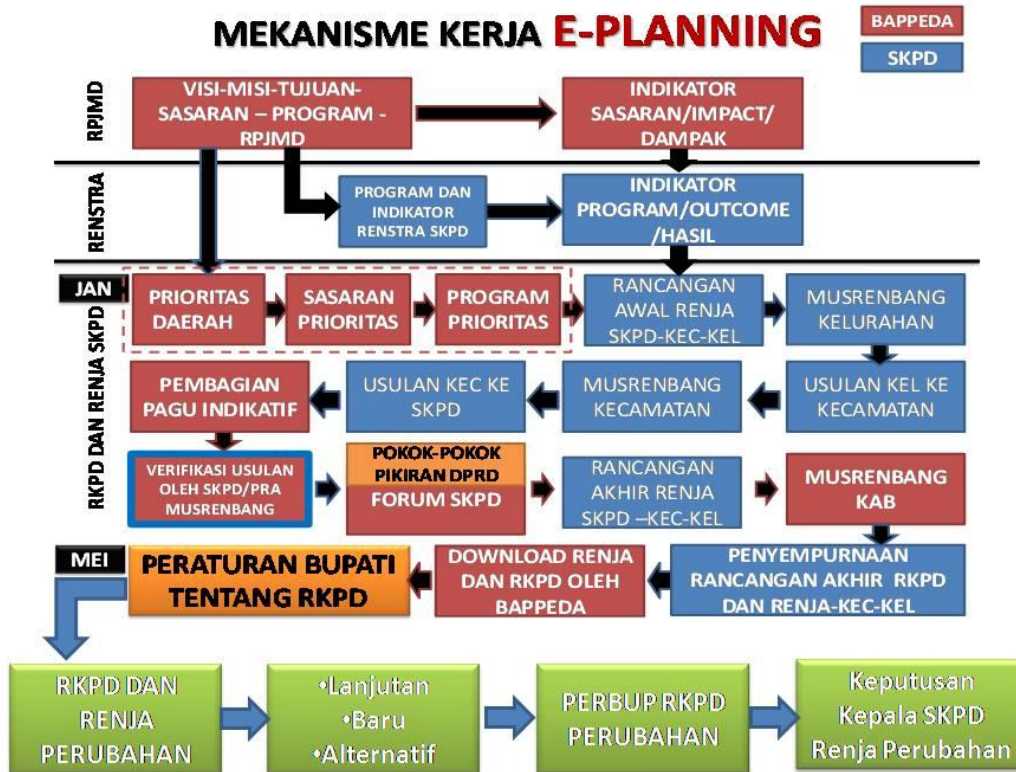 MEKANISME KERJA E-PLANNING
BAPPEDA
SKPD
RPJMD
VISI-MISI-TUJUAN-
SASARAN – PROGRAM -
RPJMD
INDIKATOR
SASARAN/IMPACT/
DAMPAK
RENSTRA
PROGRAM DAN
INDIKATOR
RENSTRA SKPD
INDIKATOR
PROGRAM/OUTCOME
/HASIL
RKPD DAN RENJA SKPD
JAN
PRIORITAS
DAERAH
SASARAN
PRIORITAS
PROGRAM
PRIORITAS
RANCANGAN
AWAL RENJA
SKPD-KEC-KEL
MUSRENBANG
KELURAHAN
PEMBAGIAN
PAGU INDIKATIF
USULAN KEC KE
SKPD
MUSRENBANG
KECAMATAN
USULAN KEL KE
KECAMATAN
VERIFIKASI USULAN
OLEH SKPD/PRA
MUSRENBANG
POKOK-POKOK
PIKIRAN DPRD
FORUM SKPD
RANCANGAN
AKHIR RENJA
SKPD –KEC-KEL
MUSRENBANG
KAB
MEI
PERATURAN BUPATI
TENTANG RKPD
DOWNLOAD RENJA
DAN RKPD OLEH
BAPPEDA
PENYEMPURNAAN
RANCANGAN AKHIR RKPD
DAN RENJA-KEC-KEL
RKPD DAN
RENJA
PERUBAHAN
•Lanjutan
•Baru
•Alternatif
PERBUP RKPD
PERUBAHAN
Keputusan
Kepala SKPD
Renja Perubahan